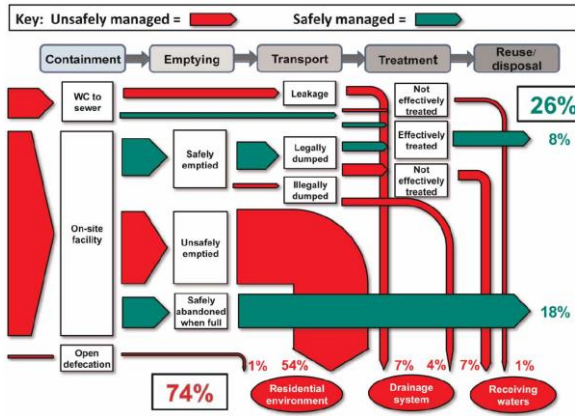 Key: Unsafely managed =
Safely managed =
Containment
Emptying
Transport
Treatment
Reuse/
disposal
WC to
sewer
Leakage
Not
effectively
treated
26%
Safely
emptied
Legally
dumped
Effectively
treated
8%
Illegally
dumped
Not
effectively
treated
On-site
facility
Unsafely
emptied
Safely
abandoned
when full
18%
Open
defecation
74%
1%
54%
7%
4%
7%
1%
Residential
environment
Drainage
system
Receiving
waters